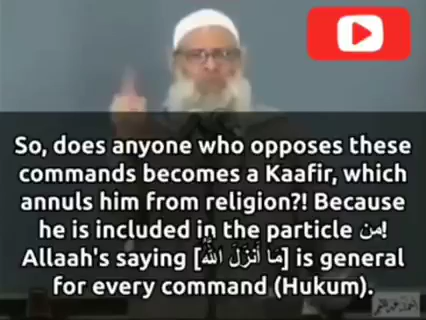 So, does anyone who opposes these
commands becomes a Kaafir, which
annuls him from religion?! Because
he is included in the particle من!
Allaah's saying [مَا أَنزَلَ اللَّهُ] is general
for every command (Hukum).